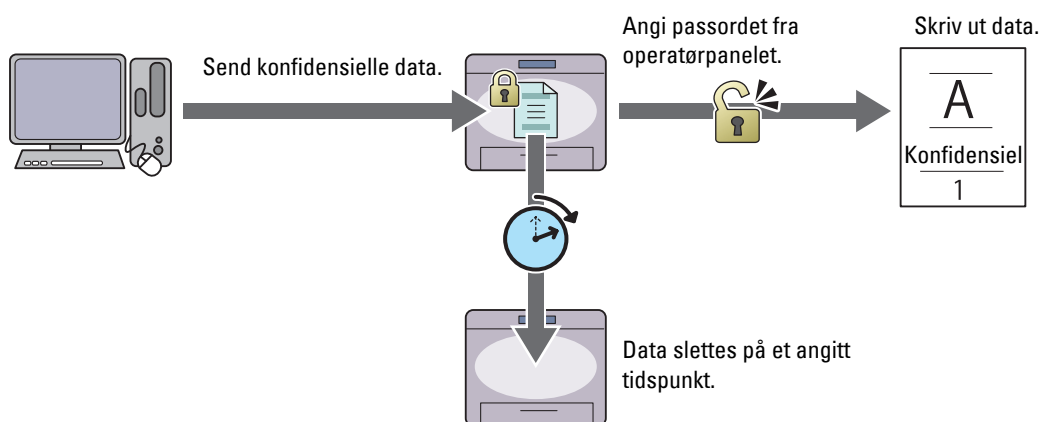 Send konfidensielle data.
Angi passordet fra
operatørpanelet.
Skriv ut data.
A
Konfidensiel
1
Data slettes på et angitt
tidspunkt.